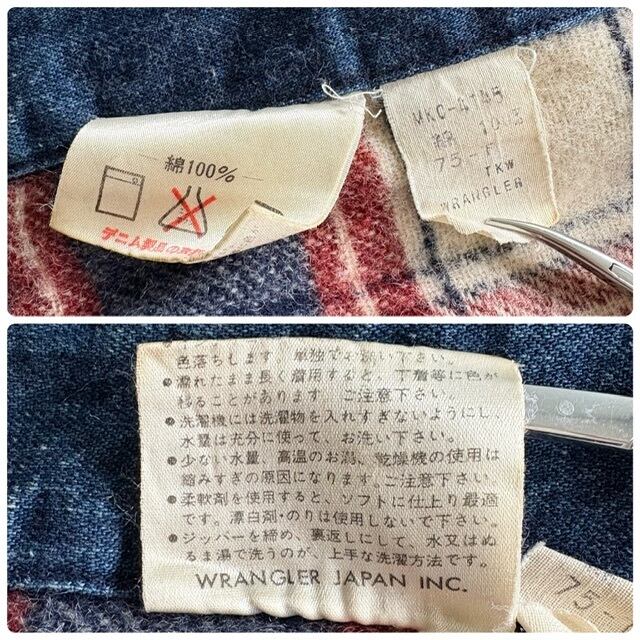 綿100%
デニム製品の
綿 10
75-F
TKW
WRANGLER
色落ちします 単独でお洗い下さい。
●濡れたまま長く着用すると、下着等に色が
移ることがあります ご注意下さい。
●洗濯機には洗濯物を入れすぎないようにし、
水量は充分に使って、お洗い下さい。
●少ない水量、高温のお湯、乾燥機の使用は
縮みすぎの原因になります。ご注意下さい。
●柔軟剤を使用すると、ソフトに仕上り最適
です。漂白剤・のりは使用しないで下さい。
●ジッパーを締め、裏返しにして、水又はぬ
るま湯で洗うのが、上手な洗濯方法です。
WRANGLER JAPAN INC.
75-